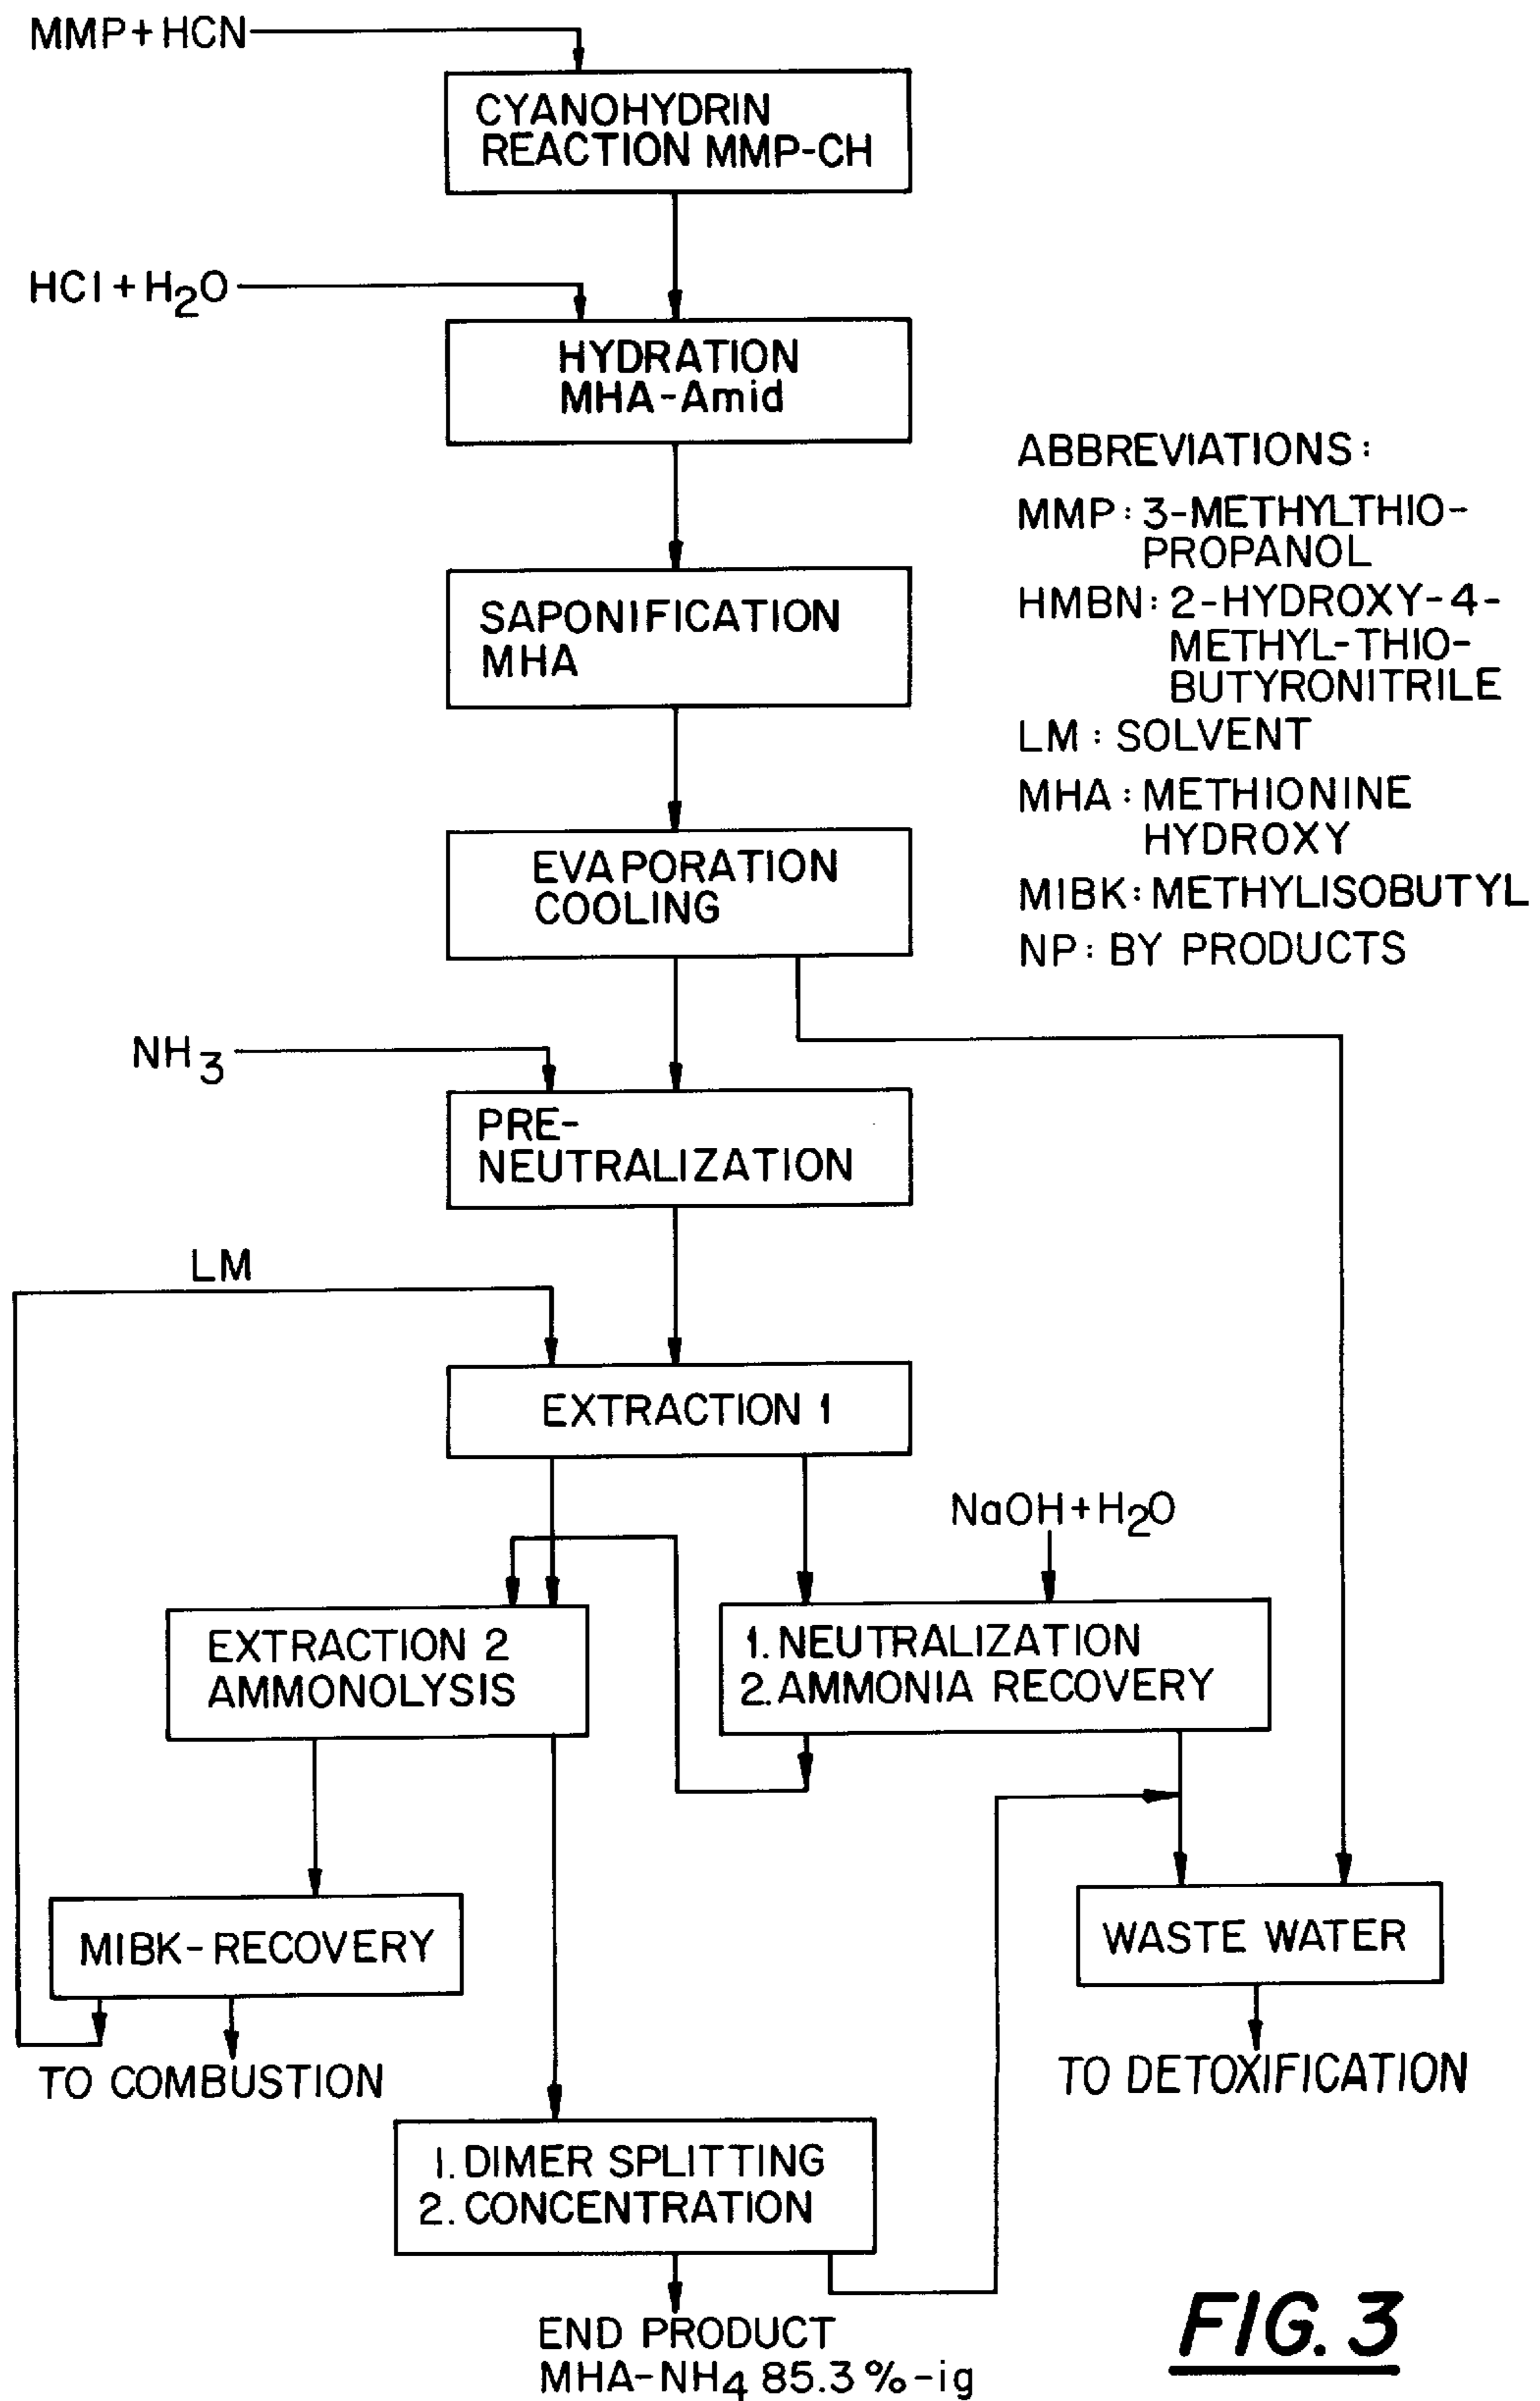 MMP+HCN
CYANOHYDRIN
REACTION MMP-CH
HCl+H2O
HYDRATION
MHA-Amid
SAPONIFICATION
MHA
EVAPORATION
COOLING
ABBREVIATIONS:
MMP: 3-METHYLTHIO-
PROPANOL
HMBN: 2-HYDROXY-4-
METHYL-THIO-
BUTYRONITRILE
LM: SOLVENT
MHA: METHIONINE
HYDROXY
MIBK: METHYLISOBUTYL
NP: BY PRODUCTS
NH3
PRE-
NEUTRALIZATION
LM
EXTRACTION 1
NaOH+H2O
EXTRACTION 2
AMMONOLYSIS
1. NEUTRALIZATION
2. AMMONIA RECOVERY
MIBK-RECOVERY
WASTE WATER
TO COMBUSTION
TO DETOXIFICATION
1. DIMER SPLITTING
2. CONCENTRATION
END PRODUCT
MHA-NH4 85.3%-ig
FIG. 3